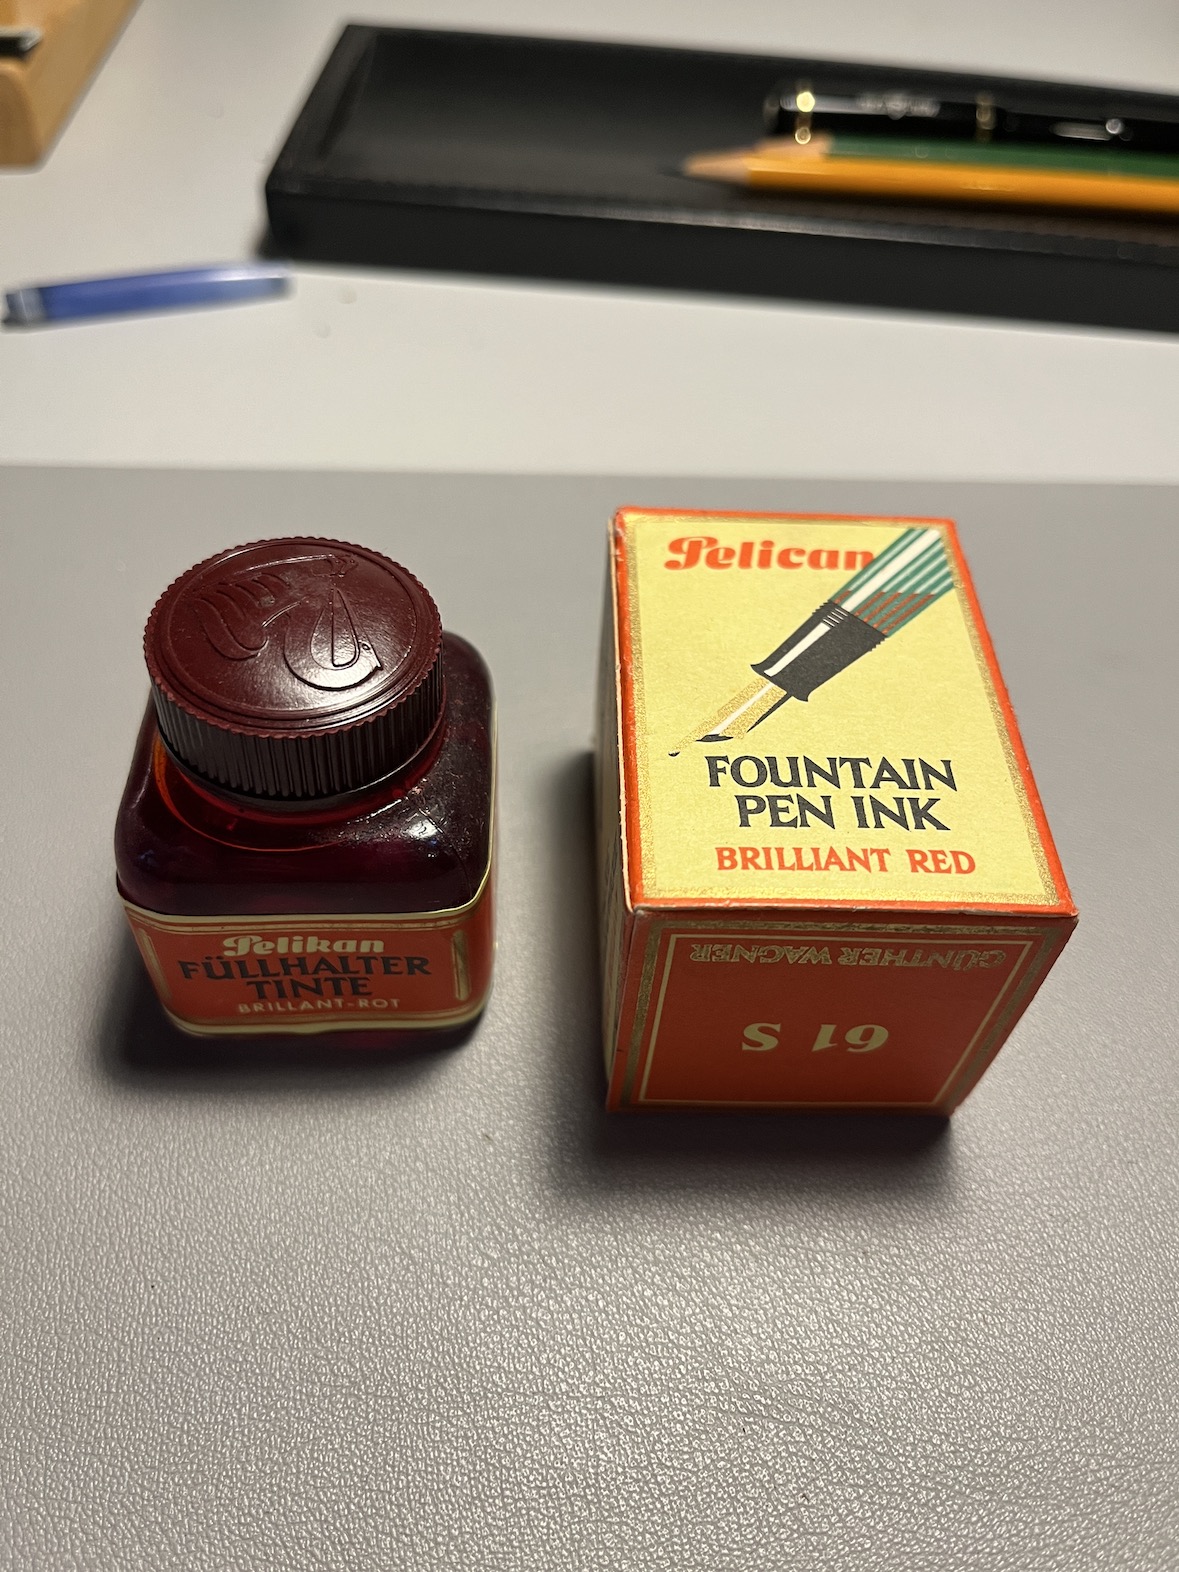 Pelikan
FÜLLHALTER
TINTE
BRILLANT-ROT
Pelican
FOUNTAIN
PEN INK
BRILLIANT RED
GÜNTHER WAGNER
61 S